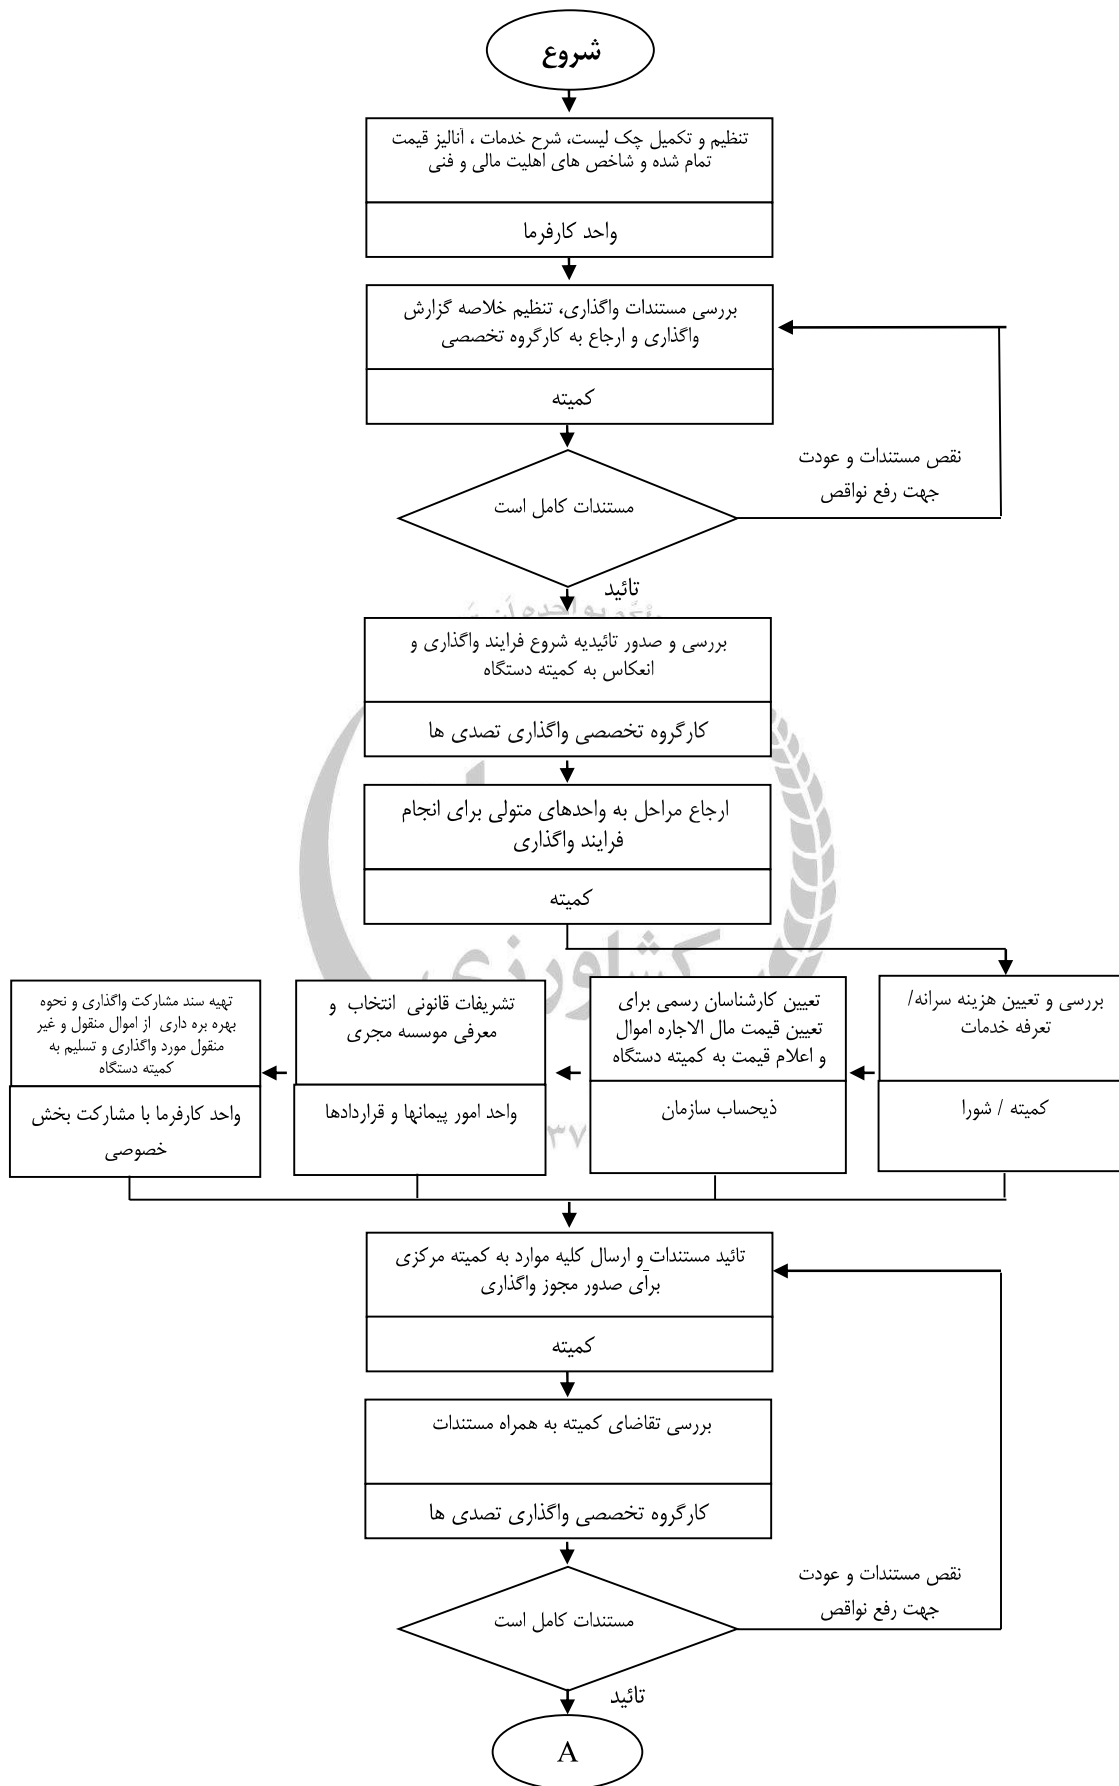 شروع
تنظیم و تکمیل چک لیست، شرح خدمات ، آنالیز قیمت
تمام شده و شاخص های اهلیت مالی و فنی
واحد کارفرما
بررسی مستندات واگذاری، تنظیم خلاصه گزارش
واگذاری و ارجاع به کارگروه تخصصی
کمیته
نقص مستندات و عودت
جهت رفع نواقص
مستندات کامل است
تائید
بررسی و صدور تائیدیه شروع فرایند واگذاری و
انعکاس به کمیته دستگاه
کارگروه تخصصی واگذاری تصدی ها
ارجاع مراحل به واحدهای متولی برای انجام
فرایند واگذاری
کمیته
کشاورزی
بررسی و تعیین هزینه سرانه/
تعرفه خدمات
کمیته / شورا
تعیین کارشناسان رسمی برای
تعیین قیمت مال الاجاره اموال
و اعلام قیمت به کمیته دستگاه
ذیحساب سازمان
تشریفات قانونی انتخاب و
معرفی موسسه مجری
واحد امور پیمانها و قراردادها
تهیه سند مشارکت واگذاری و نحوه
بهره بره داری از اموال منقول و غیر
منقول مورد واگذاری و تسلیم به
کمیته دستگاه
واحد کارفرما با مشارکت بخش
خصوصی
تائید مستندات و ارسال کلیه موارد به کمیته مرکزی
برای صدور مجوز واگذاری
کمیته
بررسی تقاضای کمیته به همراه مستندات
کارگروه تخصصی واگذاری تصدی ها
نقص مستندات و عودت
جهت رفع نواقص
مستندات کامل است
تائید
A